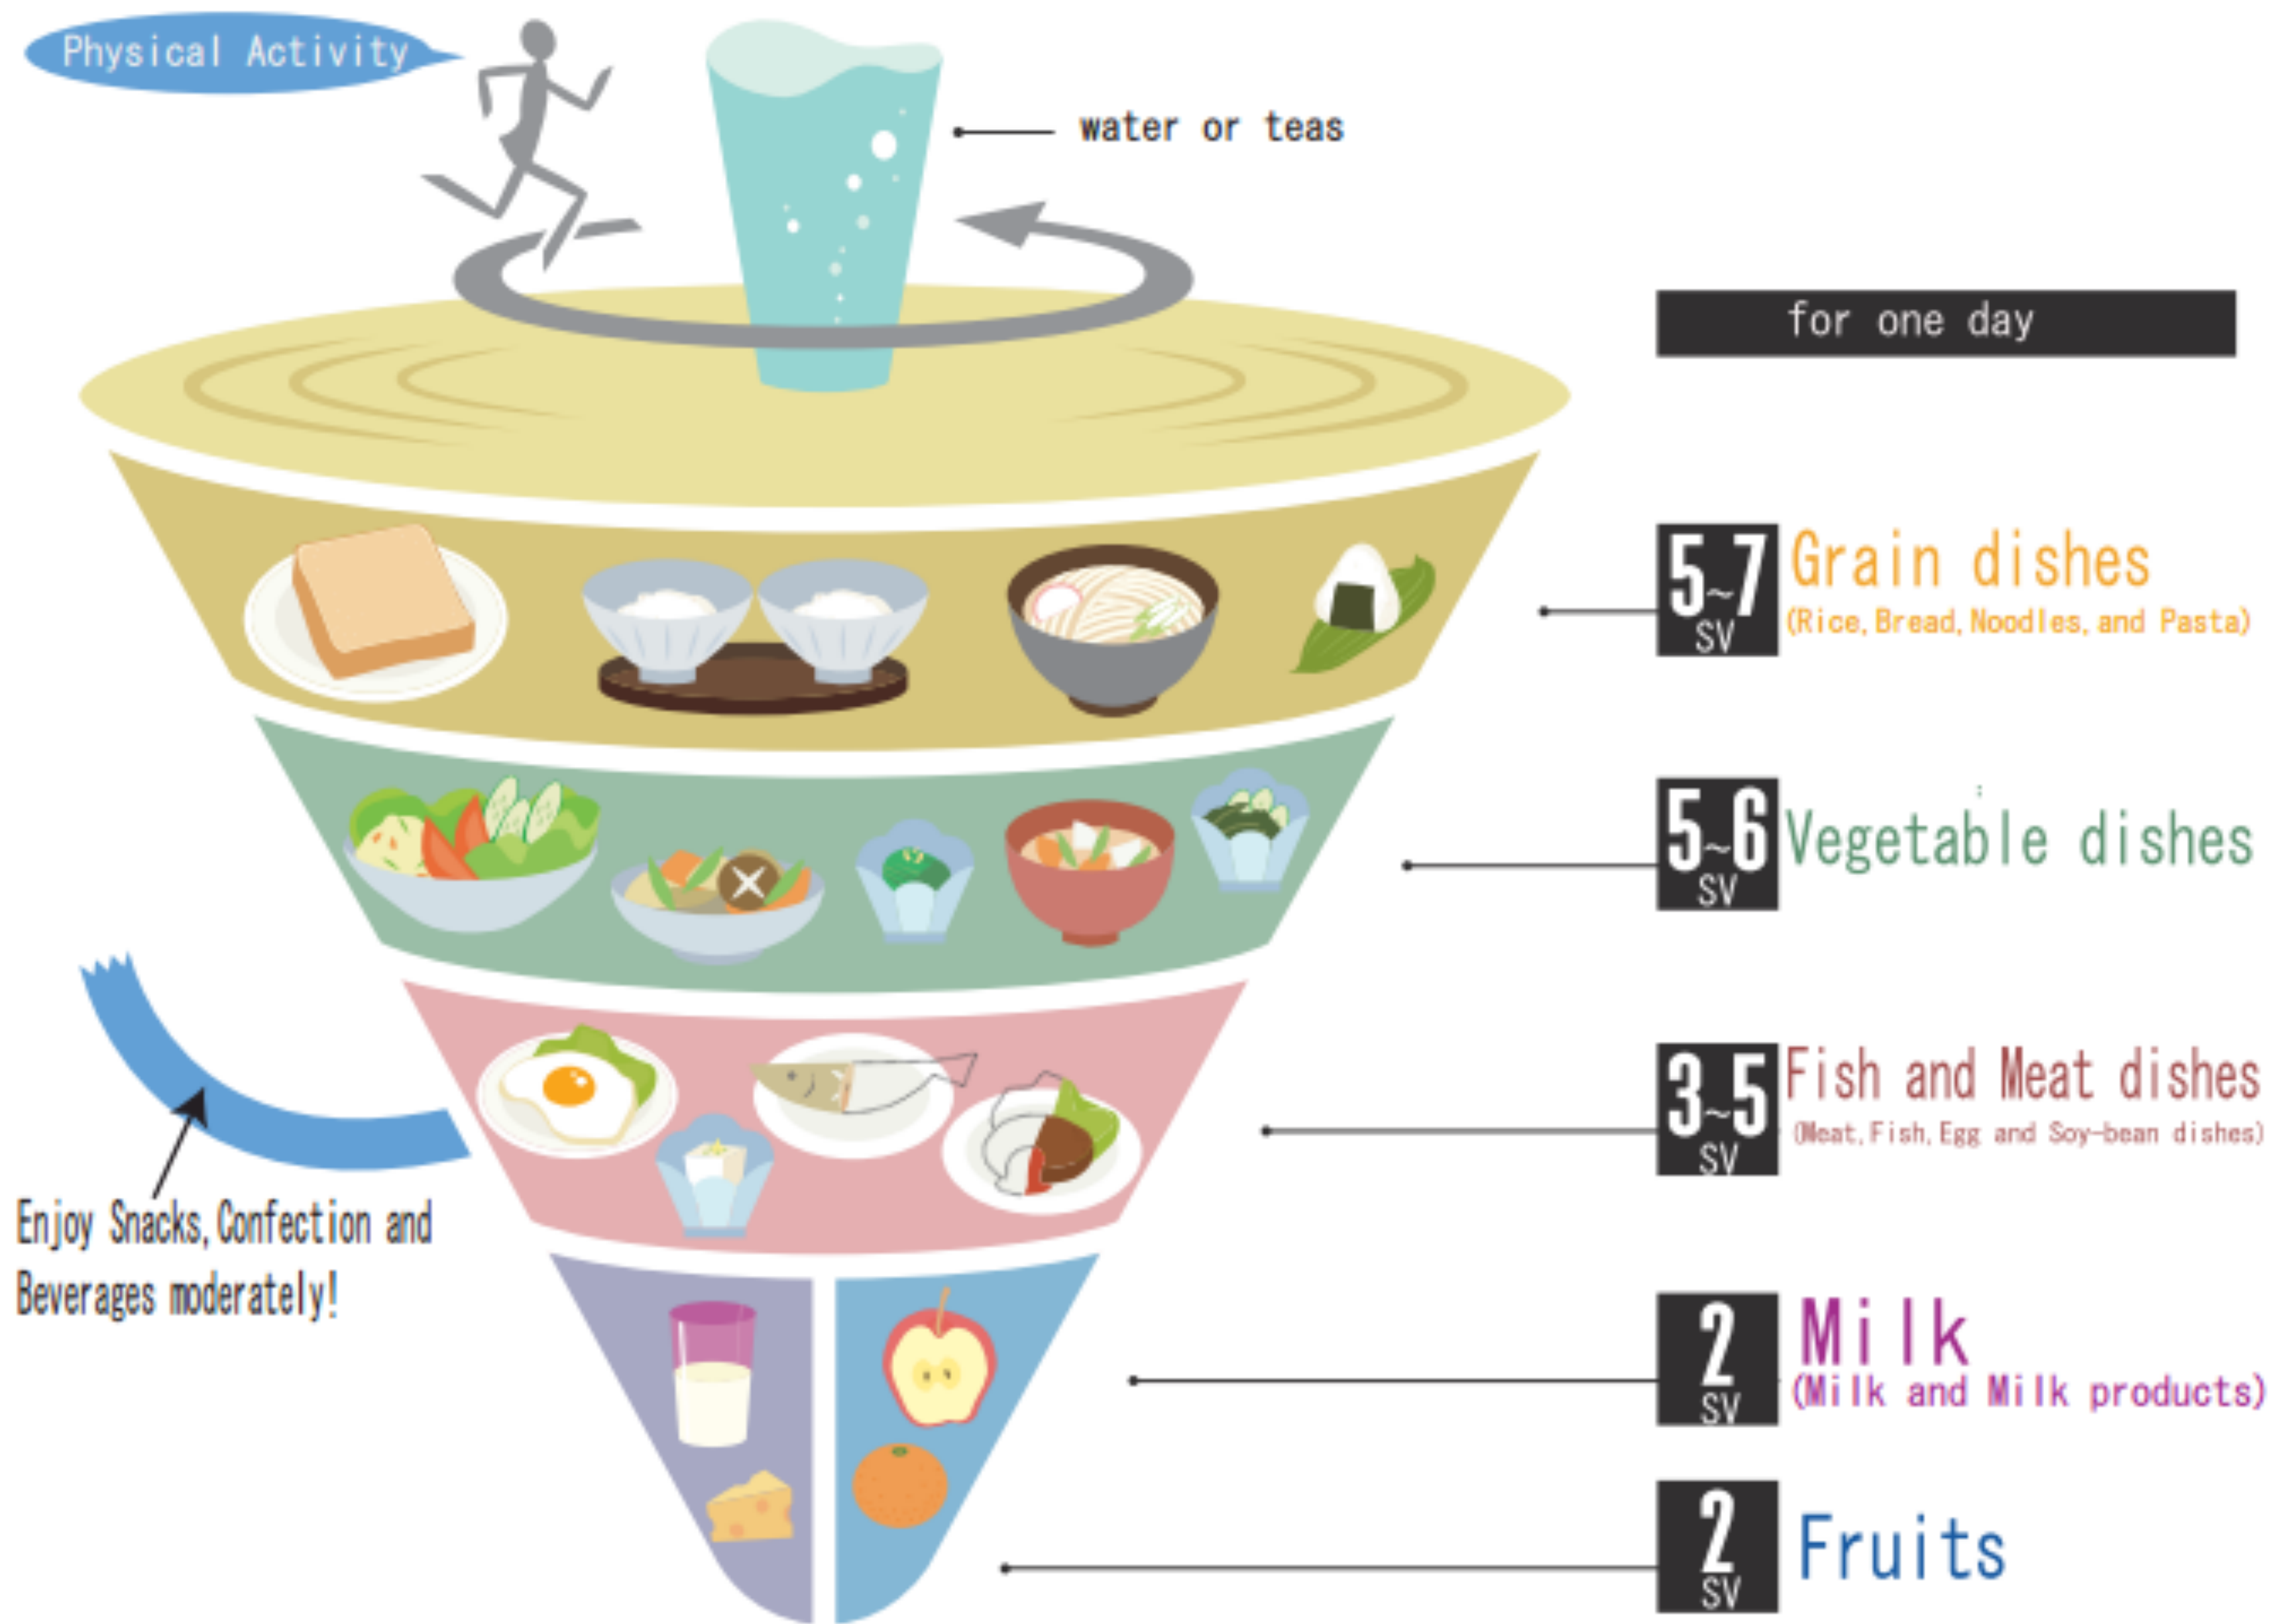 Physical Activity
water or teas
for one day
5~7
SV
Grain dishes
(Rice, Bread, Noodles, and Pasta)
5~6
SV
Vegetable dishes
3~5
SV
Fish and Meat dishes
(Meat, Fish, Egg and Soy-bean dishes)
Enjoy Snacks, Confection and
Beverages moderately!
2
SV
Milk
(Milk and Milk products)
2
SV
Fruits